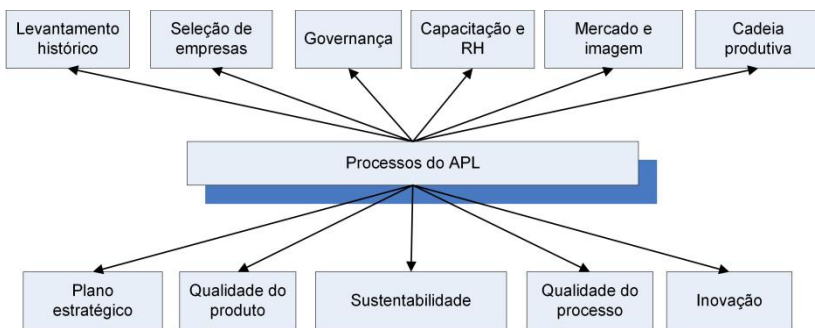 Levantamento
histórico
Seleção de
empresas
Governança
Capacitação e
RH
Mercado e
imagem
Cadeia
produtiva
Processos do APL
Plano
estratégico
Qualidade do
produto
Sustentabilidade
Qualidade do
processo
Inovação